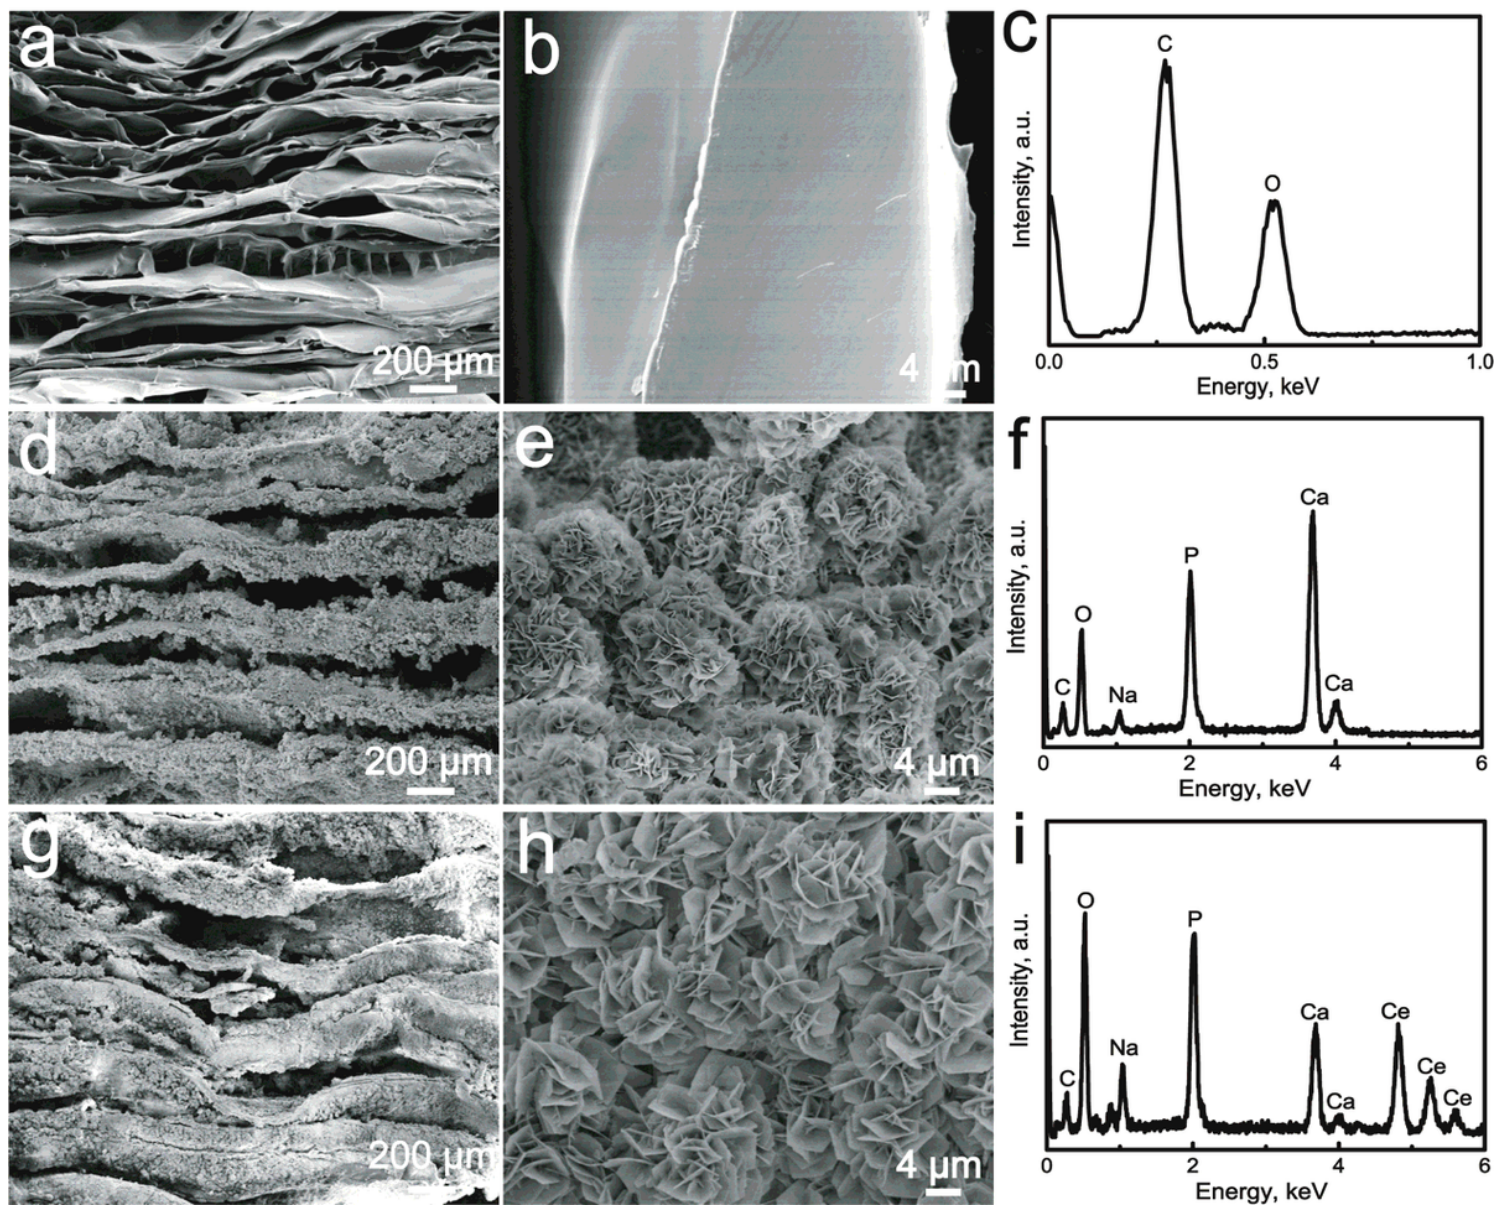 a
200 µm
b
4 µm
c
C
O
Intensity, a.u.
0.0
0.5
1.0
Energy, keV
d
200 µm
e
4 µm
f
Ca
P
O
C
Na
Ca
Intensity, a.u.
0
2
4
6
Energy, keV
g
200 µm
h
4 µm
i
O
P
Ca
Ce
Na
Ce
C
Ca
Ce
Intensity, a.u.
0
2
4
6
Energy, keV